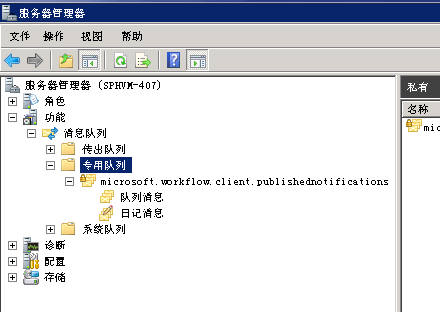 服务器管理器
文件 操作 视图 帮助
服务器管理器 (SPHVM-407)
角色
功能
消息队列
传出队列
专用队列
microsoft.workflow.client.publishednotifications
队列消息
日记消息
系统队列
诊断
配置
存储
私有
名称
mic